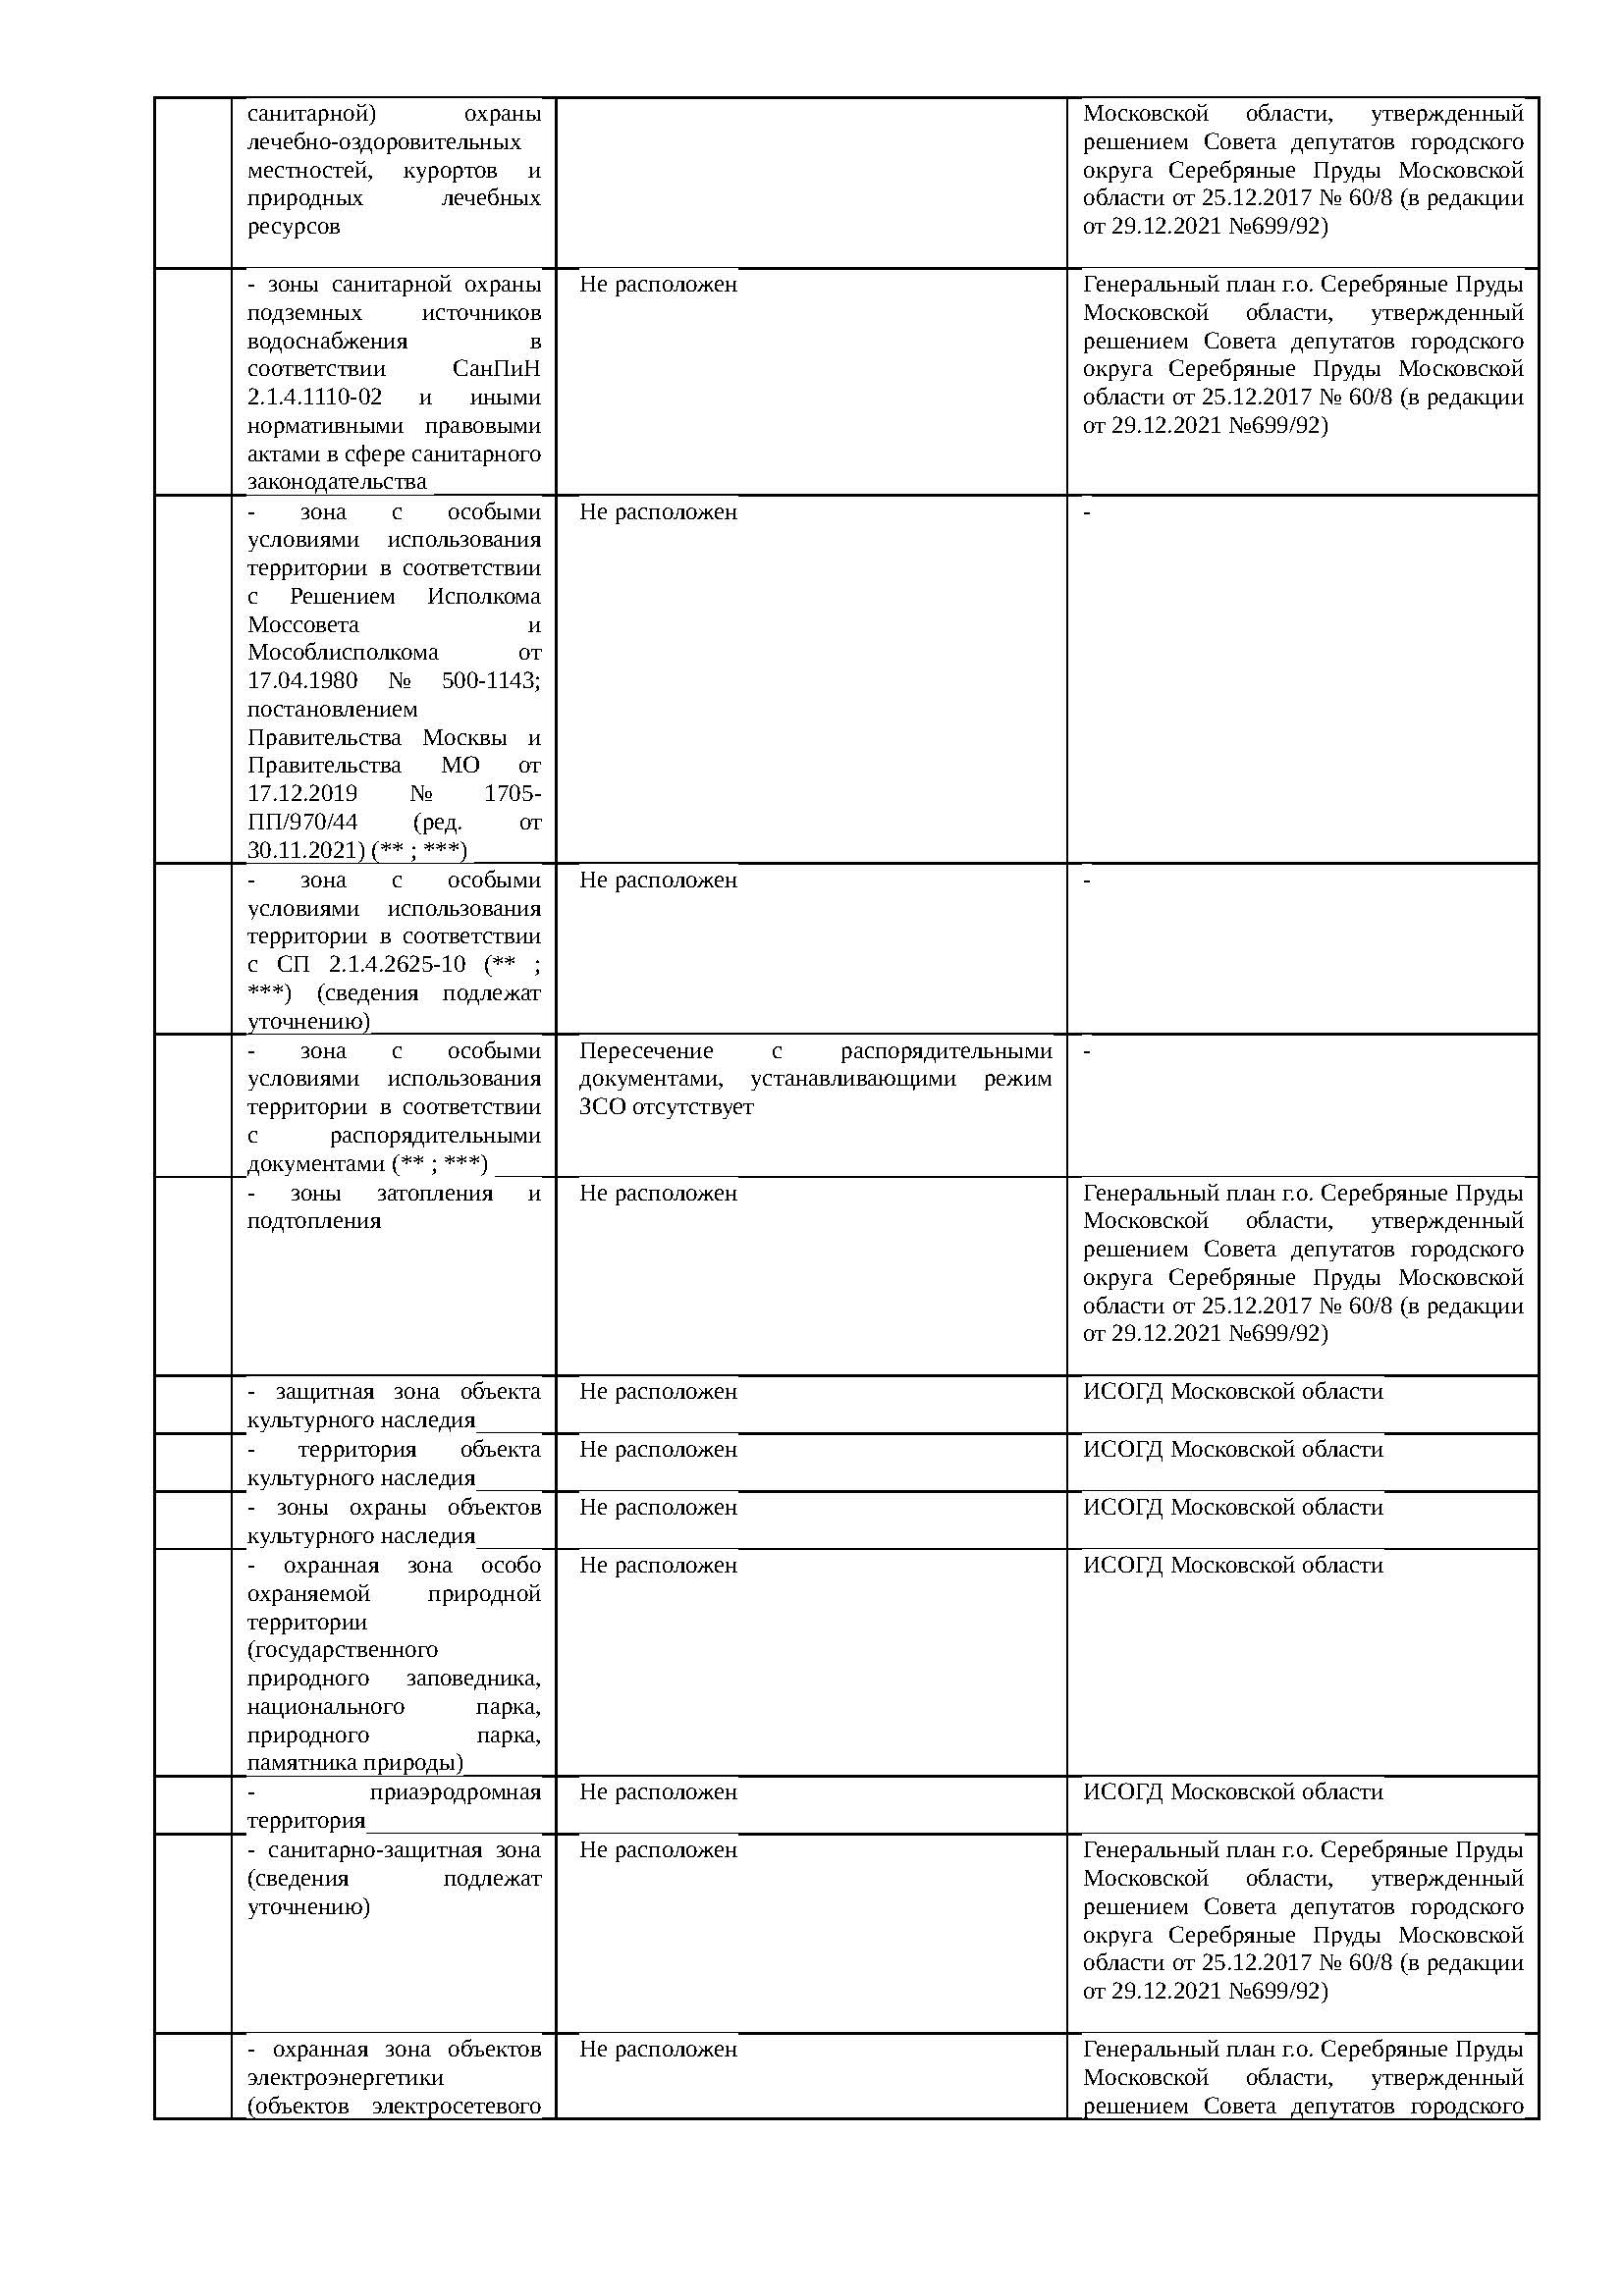 санитарной) охраны
лечебно-оздоровительных
местностей, курортов и
природных лечебных
ресурсов
Московской области, утвержденный
решением Совета депутатов городского
округа Серебряные Пруды Московской
области от 25.12.2017 № 60/8 (в редакции
от 29.12.2021 №699/92)
- зоны санитарной охраны
подземных источников
водоснабжения в
соответствии СанПиН
2.1.4.1110-02 и иными
нормативными правовыми
актами в сфере санитарного
законодательства
Не расположен
Генеральный план г.о. Серебряные Пруды
Московской области, утвержденный
решением Совета депутатов городского
округа Серебряные Пруды Московской
области от 25.12.2017 № 60/8 (в редакции
от 29.12.2021 №699/92)
- зона с особыми
условиями использования
территории в соответствии
с Решением Исполкома
Моссовета и
Мособлисполкома от
17.04.1980 № 500-1143;
постановлением
Правительства Москвы и
Правительства МО от
17.12.2019 № 1705-
ПП/970/44 (ред. от
30.11.2021) (** ; ***)
Не расположен
-
- зона с особыми
условиями использования
территории в соответствии
с СП 2.1.4.2625-10 (** ;
***) (сведения подлежат
уточнению)
Не расположен
-
- зона с особыми
условиями использования
территории в соответствии
с распорядительными
документами (** ; ***)
Пересечение с распорядительными
документами, устанавливающими режим
ЗСО отсутствует
-
- зоны затопления и
подтопления
Не расположен
Генеральный план г.о. Серебряные Пруды
Московской области, утвержденный
решением Совета депутатов городского
округа Серебряные Пруды Московской
области от 25.12.2017 № 60/8 (в редакции
от 29.12.2021 №699/92)
- защитная зона объекта
культурного наследия
Не расположен
ИСОГД Московской области
- территория объекта
культурного наследия
Не расположен
ИСОГД Московской области
- зоны охраны объектов
культурного наследия
Не расположен
ИСОГД Московской области
- охранная зона особо
охраняемой природной
территории
(государственного
природного заповедника,
национального парка,
природного парка,
памятника природы)
Не расположен
ИСОГД Московской области
- приаэродромная
территория
Не расположен
ИСОГД Московской области
- санитарно-защитная зона
(сведения подлежат
уточнению)
Не расположен
Генеральный план г.о. Серебряные Пруды
Московской области, утвержденный
решением Совета депутатов городского
округа Серебряные Пруды Московской
области от 25.12.2017 № 60/8 (в редакции
от 29.12.2021 №699/92)
- охранная зона объектов
электроэнергетики
(объектов электросетевого
Не расположен
Генеральный план г.о. Серебряные Пруды
Московской области, утвержденный
решением Совета депутатов городского